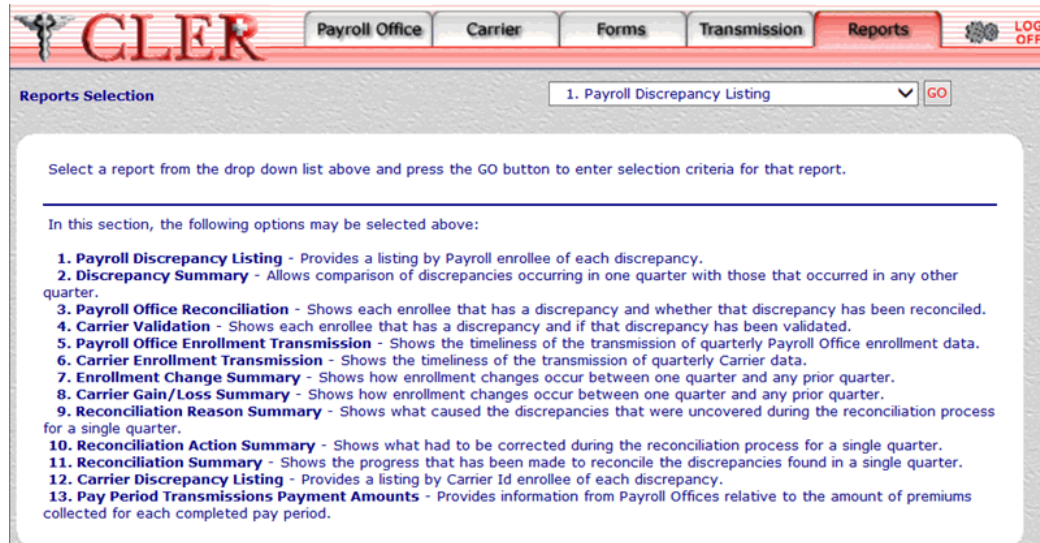 CLER
Payroll Office
Carrier
Forms
Transmission
Reports
LOG
OFF
Reports Selection
1. Payroll Discrepancy Listing
GO
Select a report from the drop down list above and press the GO button to enter selection criteria for that report.
In this section, the following options may be selected above:
1. Payroll Discrepancy Listing - Provides a listing by Payroll enrollee of each discrepancy.
2. Discrepancy Summary - Allows comparison of discrepancies occurring in one quarter with those that occurred in any other
quarter.
3. Payroll Office Reconciliation - Shows each enrollee that has a discrepancy and whether that discrepancy has been reconciled.
4. Carrier Validation - Shows each enrollee that has a discrepancy and if that discrepancy has been validated.
5. Payroll Office Enrollment Transmission - Shows the timeliness of the transmission of quarterly Payroll Office enrollment data.
6. Carrier Enrollment Transmission - Shows the timeliness of the transmission of quarterly Carrier data.
7. Enrollment Change Summary - Shows how enrollment changes occur between one quarter and any prior quarter.
8. Carrier Gain/Loss Summary - Shows how enrollment changes occur between one quarter and any prior quarter.
9. Reconciliation Reason Summary - Shows what caused the discrepancies that were uncovered during the reconciliation process
for a single quarter.
10. Reconciliation Action Summary - Shows what had to be corrected during the reconciliation process for a single quarter.
11. Reconciliation Summary - Shows the progress that has been made to reconcile the discrepancies found in a single quarter.
12. Carrier Discrepancy Listing - Provides a listing by Carrier Id enrollee of each discrepancy.
13. Pay Period Transmissions Payment Amounts - Provides information from Payroll Offices relative to the amount of premiums
collected for each completed pay period.